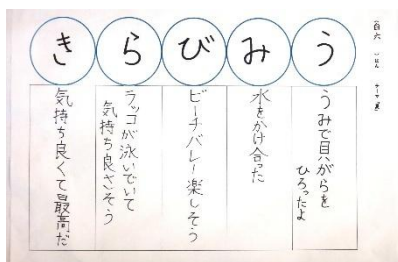 うみびらき
うみで貝がらを
ひろったよ
水をかけ合った
ビーチバレー楽しそう
ラッコが泳いでいて
気持ち良さそう
気持ち良くて最高だ